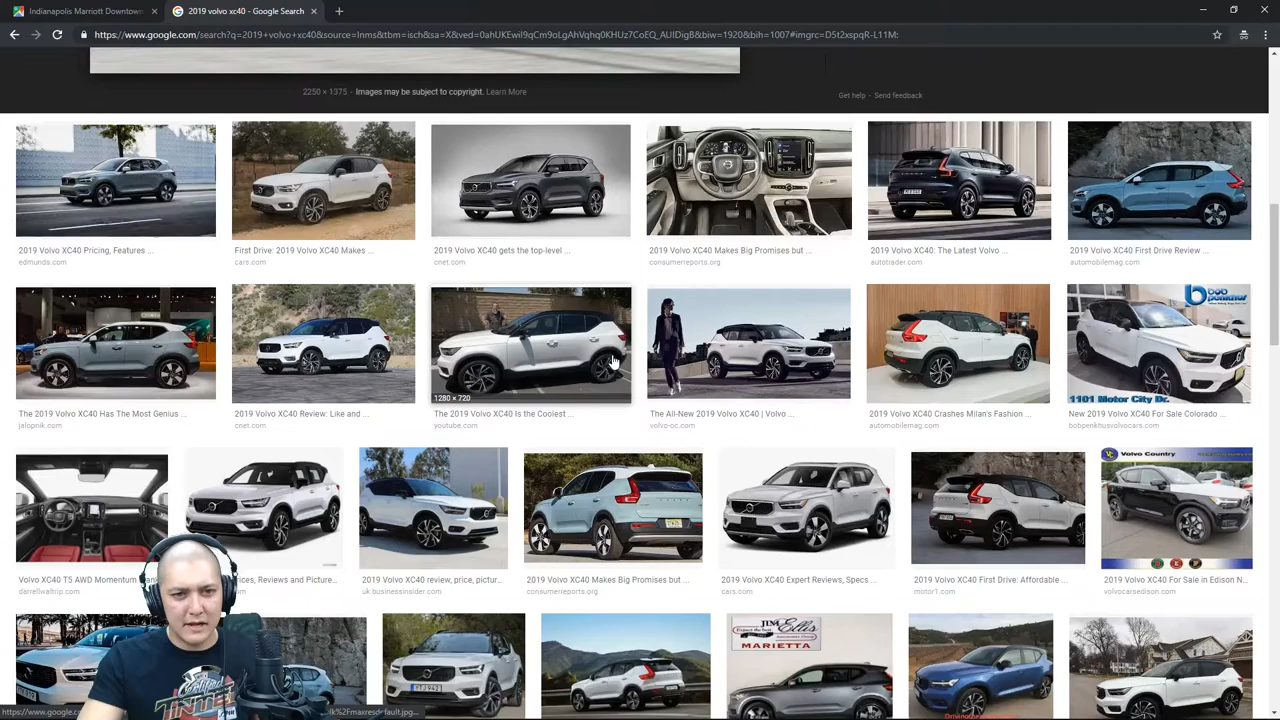 Indianapolis Marriott Downtown
2019 volvo xc40 - Google Search
https://www.google.com/search?q=2019+volvo+xc40&source=lnms&tbm=isch&sa=X&ved=0ahUKEwil9qCm9oLgAhVqhq0KHUz7CoEQ_AUIDigB&biw=1920&bih=1007#imgrc=D5t2xspqR-L11M:
2250 × 1375 - Images may be subject to copyright. Learn More
Get help - Send feedback
2019 Volvo XC40 Pricing, Features ...
edmunds.com
First Drive: 2019 Volvo XC40 Makes ...
cars.com
2019 Volvo XC40 gets the top-level ...
cnet.com
2019 Volvo XC40 Makes Big Promises but ...
consumerreports.org
2019 Volvo XC40: The Latest Volvo ...
autotrader.com
2019 Volvo XC40 First Drive Review ...
automobilemag.com
1280 × 720
1101 Motor City Dr.
The 2019 Volvo XC40 Has The Most Genius ...
jalopnik.com
2019 Volvo XC40 Review: Like and ...
cnet.com
The 2019 Volvo XC40 Is the Coolest ...
youtube.com
The All-New 2019 Volvo XC40 | Volvo ...
volvo-oc.com
2019 Volvo XC40 Crashes Milan's Fashion ...
automobilemag.com
New 2019 Volvo XC40 For Sale Colorado ...
bobpenkhusvolvocars.com
Volvo Country
Volvo XC40 T5 AWD Momentum
darrellwaltrip.com
Prices, Reviews and Picture...
2019 Volvo XC40 review, price, pictur...
uk.businessinsider.com
2019 Volvo XC40 Makes Big Promises but ...
consumerreports.org
2019 Volvo XC40 Expert Reviews, Specs ...
cars.com
2019 Volvo XC40 First Drive: Affordable ...
motor1.com
2019 Volvo XC40 For Sale in Edison N...
volvocarsedison.com
MARIETTA
https://www.google.com